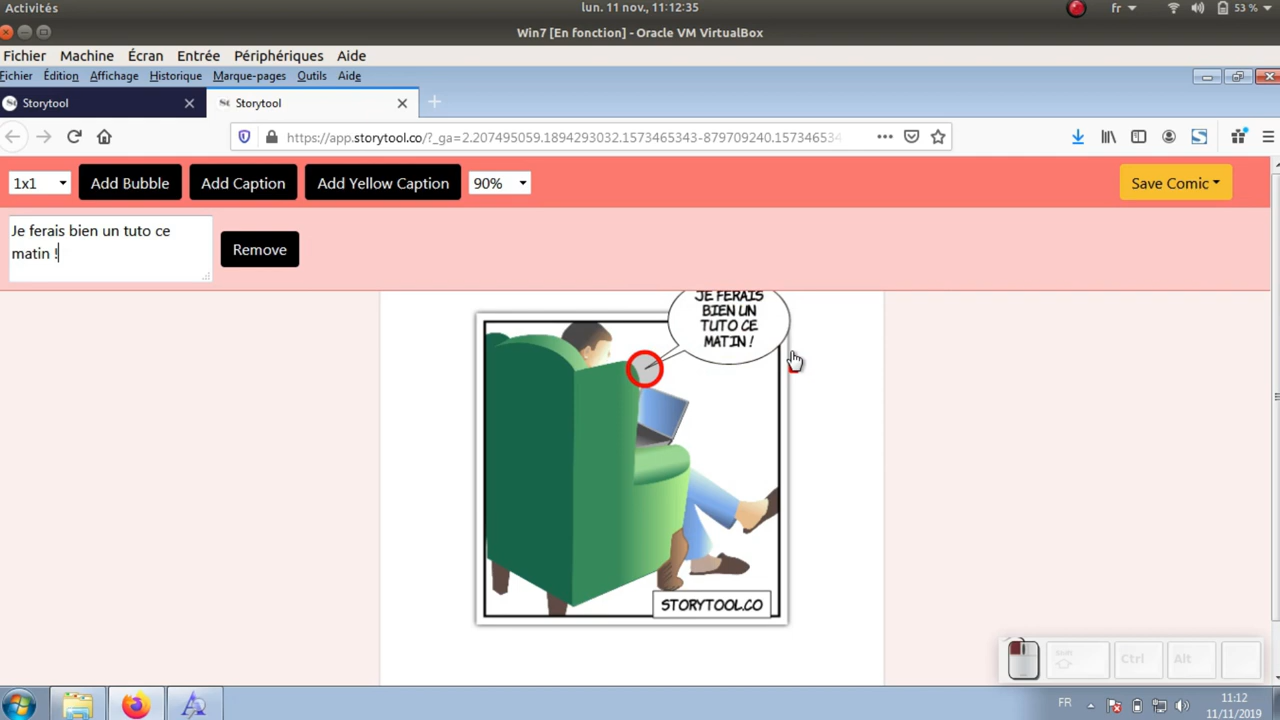 Activités
lun. 11 nov., 11:12:35
fr
53 %
Win7 [En fonction] - Oracle VM VirtualBox
Fichier Machine Écran Entrée Périphériques Aide
Fichier Édition Affichage Historique Marque-pages Outils Aide
Storytool
Storytool
https://app.storytool.co/?_ga=2.207495059.1894293032.1573465343-879709240.15734653
1x1
Add Bubble
Add Caption
Add Yellow Caption
90%
Save Comic
Je ferais bien un tuto ce
matin !
Remove
JE FERAIS
BIEN UN
TUTO CE
MATIN !
STORYTOOL.CO
Shift
Ctrl
Alt
FR
11:12
11/11/2019